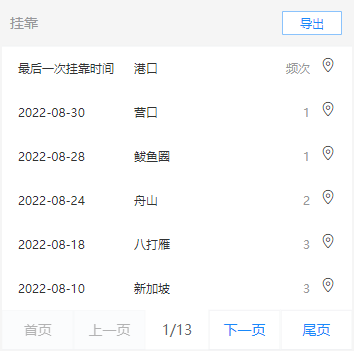 挂靠 导出
最后一次挂靠时间 港口 频次
2022-08-30 营口 1
2022-08-28 鲅鱼圈 1
2022-08-24 舟山 2
2022-08-18 八打雁 3
2022-08-10 新加坡 3
首页 上一页 1/13 下一页 尾页